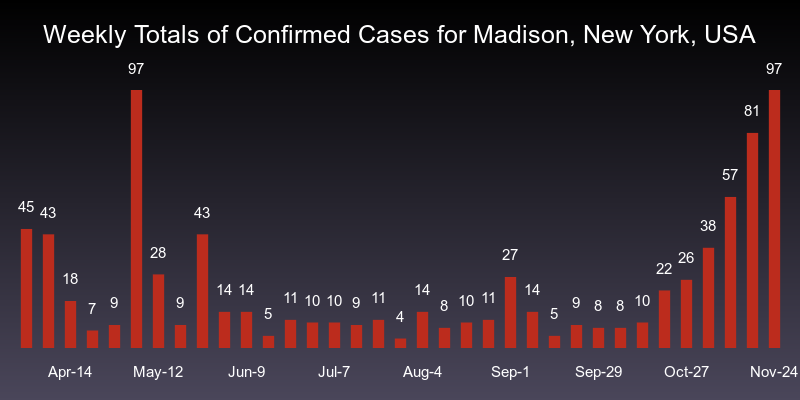 Weekly Totals of Confirmed Cases for Madison, New York, USA
45 43 18 7 9 97 28 9 43 14 14 5 11 10 10 9 11 4 14 8 10 11 27 14 5 9 8 8 10 22 26 38 57 81 97
Apr-14 May-12 Jun-9 Jul-7 Aug-4 Sep-1 Sep-29 Oct-27 Nov-24